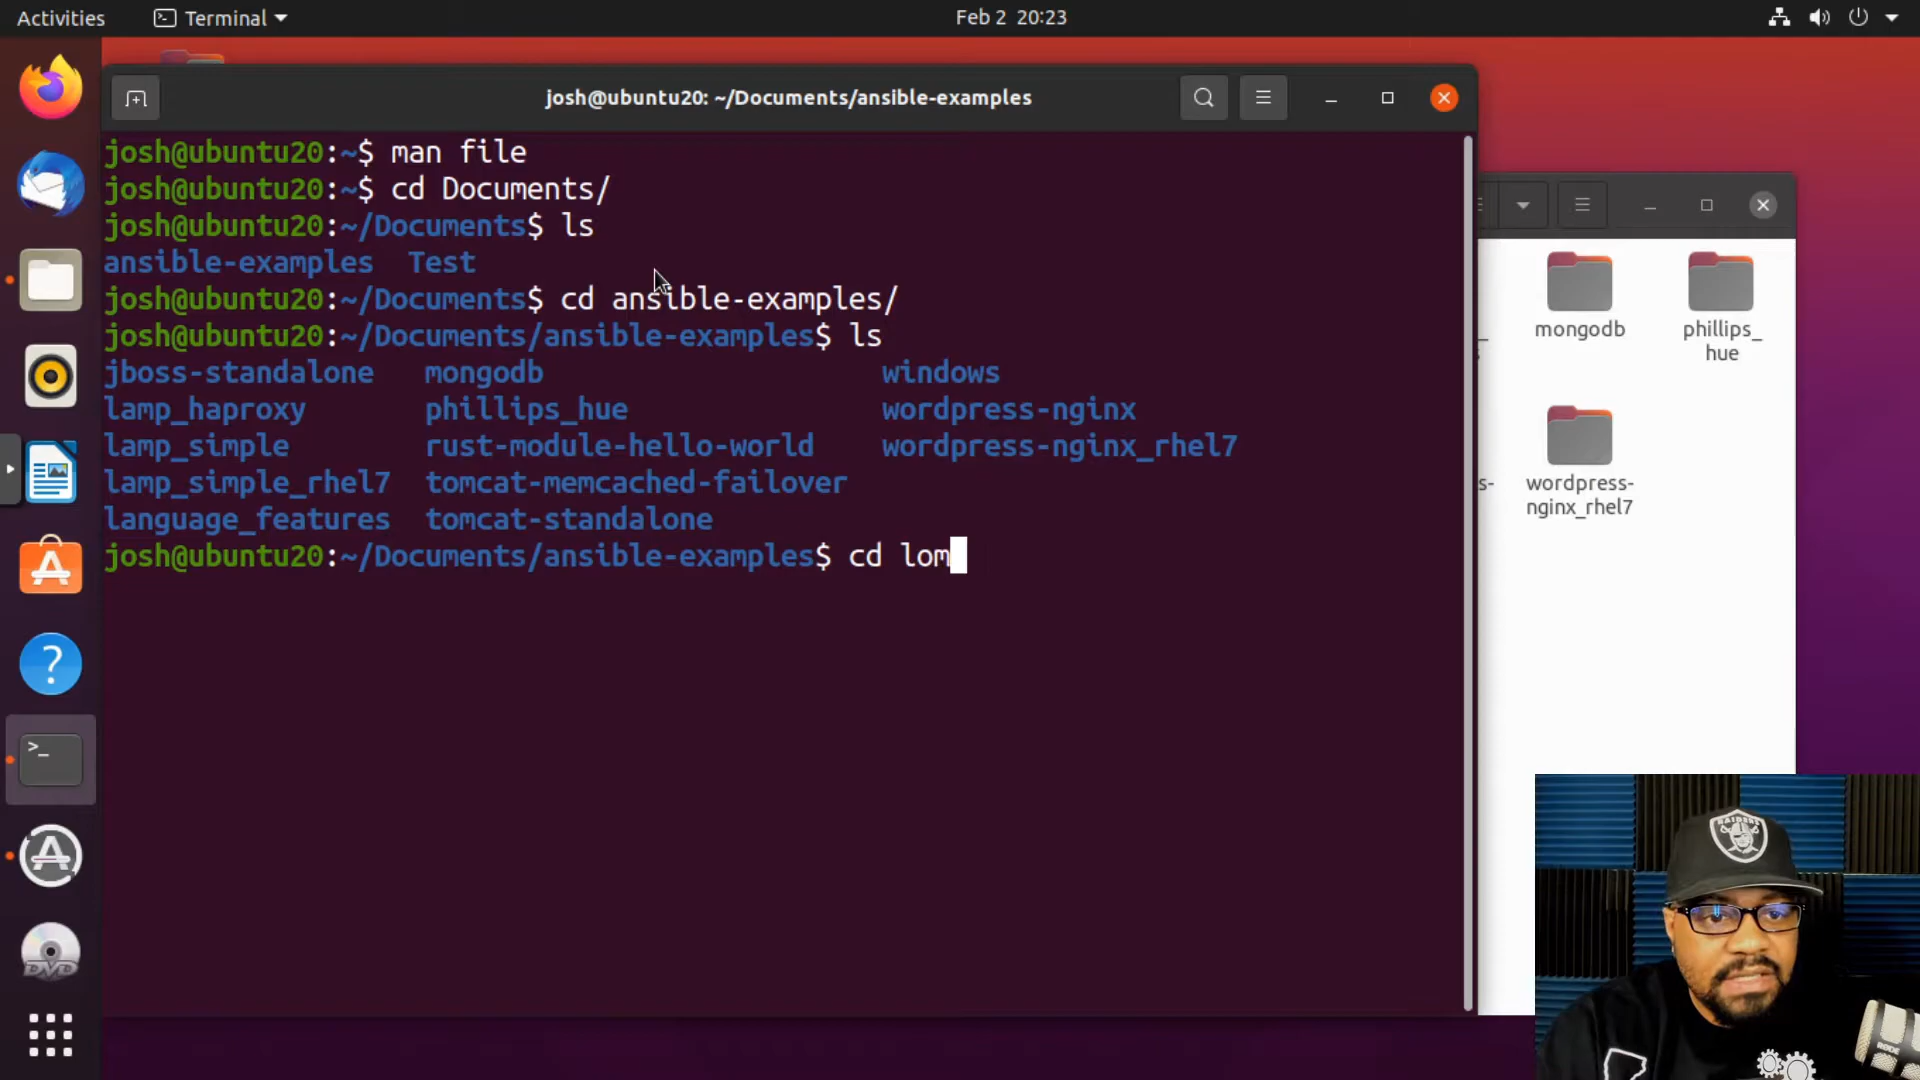 Activities Terminal Feb 2 20:23
josh@ubuntu20: ~/Documents/ansible-examples
josh@ubuntu20:~$ man file
josh@ubuntu20:~$ cd Documents/
josh@ubuntu20:~/Documents$ ls
ansible-examples Test
josh@ubuntu20:~/Documents$ cd ansible-examples/
josh@ubuntu20:~/Documents/ansible-examples$ ls
jboss-standalone mongodb windows
lamp_haproxy phillips_hue wordpress-nginx
lamp_simple rust-module-hello-world wordpress-nginx_rhel7
lamp_simple_rhel7 tomcat-memcached-failover
language_features tomcat-standalone
josh@ubuntu20:~/Documents/ansible-examples$ cd lom
mongodb
phillips_
hue
wordpress-
nginx_rhel7
DVD
RAIDERS
RØDE